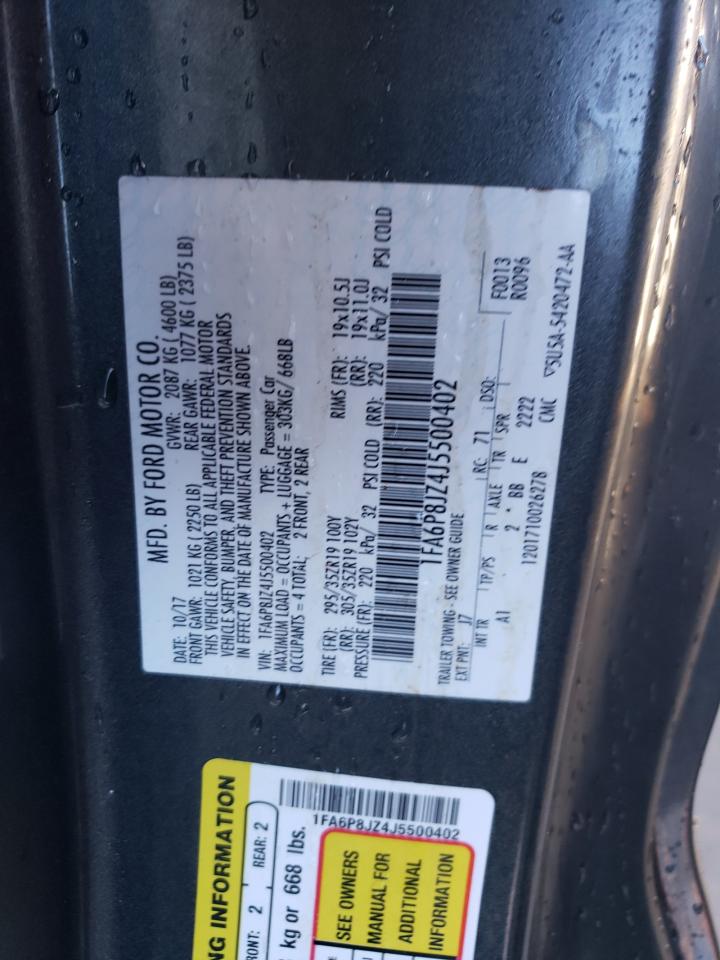 MFD. BY FORD MOTOR CO.
DATE: 10/17 GVWR: 2087 KG ( 4600 LB)
FRONT GAWR: 1021 KG ( 2250 LB) REAR GAWR: 1077 KG ( 2375 LB)
THIS VEHICLE CONFORMS TO ALL APPLICABLE FEDERAL MOTOR
VEHICLE SAFETY, BUMPER, AND THEFT PREVENTION STANDARDS
IN EFFECT ON THE DATE OF MANUFACTURE SHOWN ABOVE.
VIN: 1FA6P8JZ4J5500402 TYPE: Passenger Car
MAXIMUM LOAD = OCCUPANTS + LUGGAGE = 303KG/ 668LB
OCCUPANTS = 4 TOTAL: 2 FRONT, 2 REAR
TIRE (FR): 295/35ZR19 100Y RIMS (FR): 19x10.5J
(RR): 305/35ZR19 102Y (RR): 19x11.0J
PRESSURE (FR): 220 kPa/ 32 PSI COLD (RR): 220 kPa/ 32 PSI COLD
1FA6P8JZ4J5500402
TRAILER TOWING - SEE OWNER GUIDE F0013
EXT PNT: J7 RC: 71 DSO: R0096
INT TR TP/PS R AXLE TR SPR
A1 2 * BB E 2222
1201710026278 CMC ▽5U5A-5420472-AA
NG INFORMATION
RONT: 2 REAR: 2
kg or 668 lbs.
1FA6P8JZ4J5500402
SEE OWNERS
MANUAL FOR
ADDITIONAL
INFORMATION